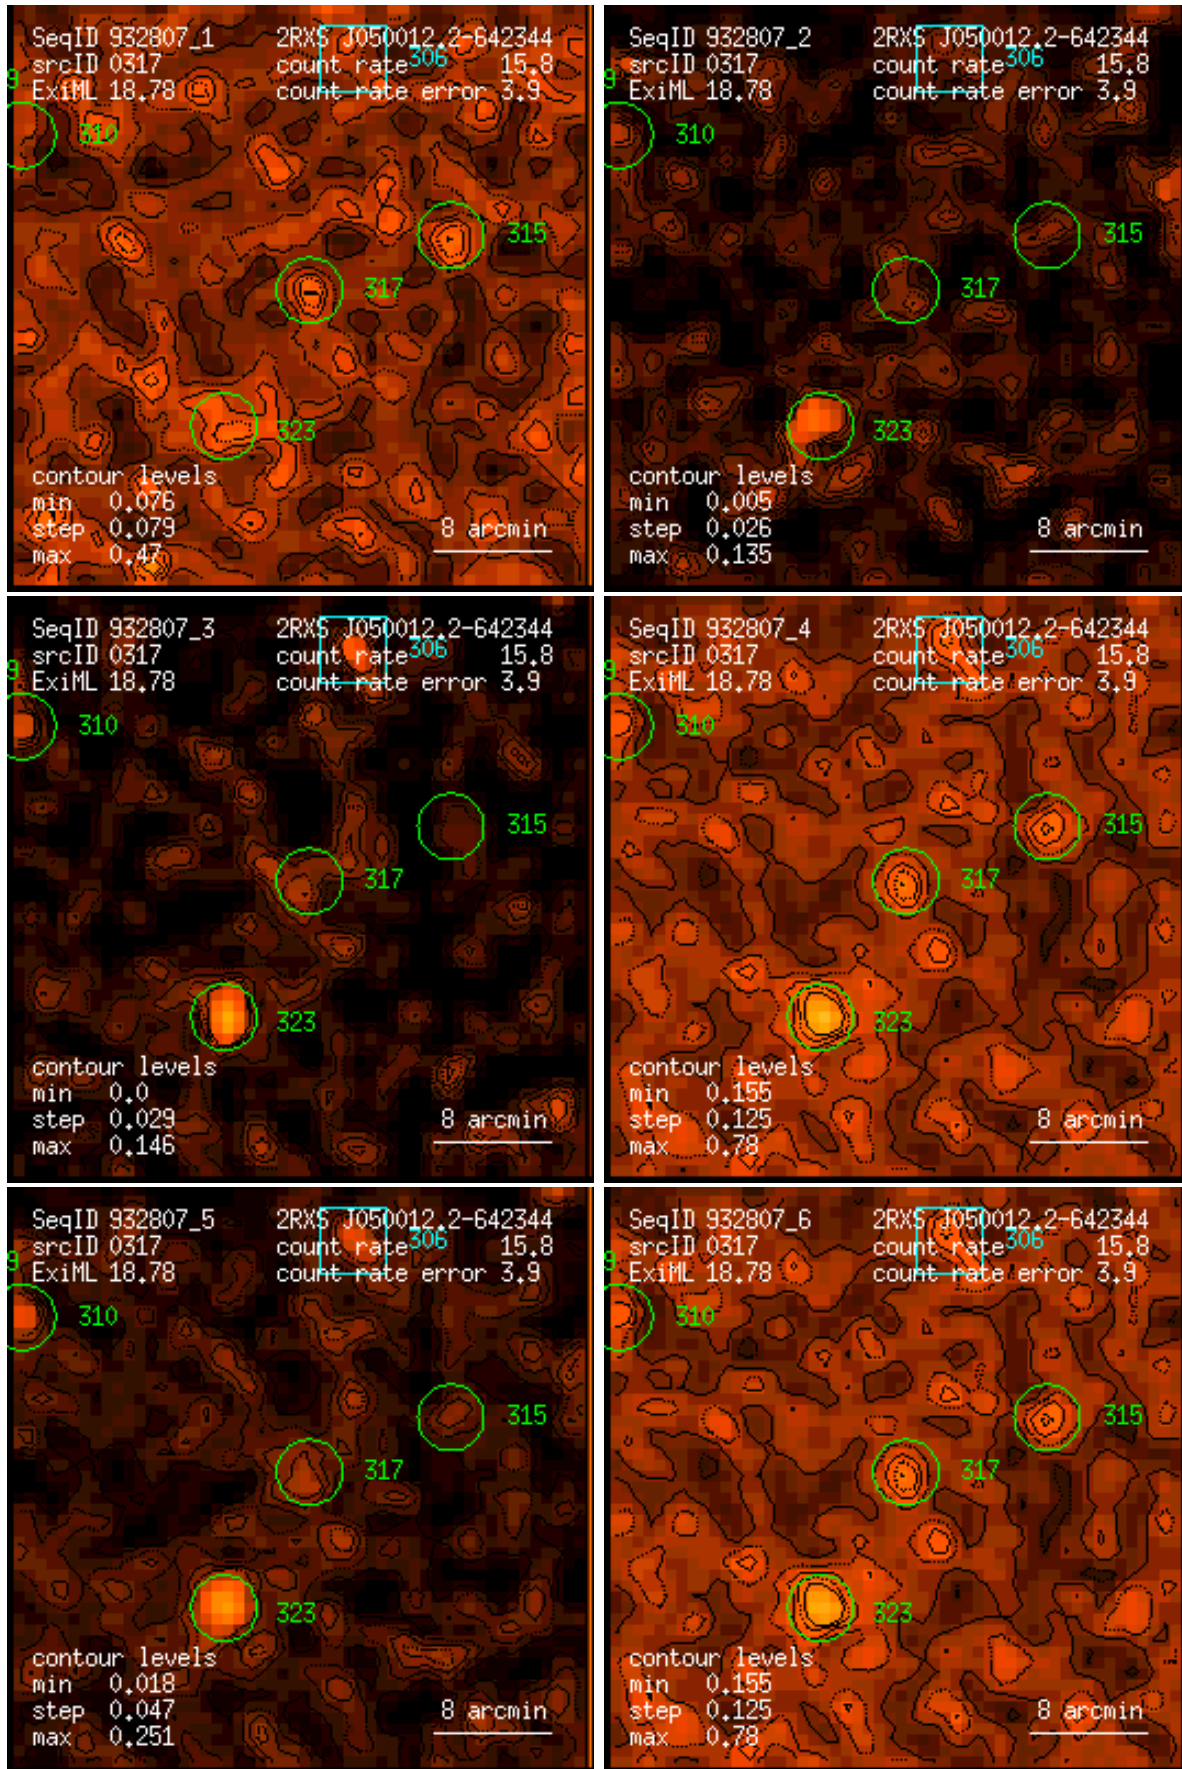 SeqID 932807_1 2RXS J050012.2-642344
srcID 0317 count rate 306 15.8
ExiML 18.78 count rate error 3.9
9
310
315
317
323
contour levels
min 0.076
step 0.079 8 arcmin
max 0.47
SeqID 932807_2 2RXS J050012.2-642344
srcID 0317 count rate 306 15.8
ExiML 18.78 count rate error 3.9
9
310
315
317
323
contour levels
min 0.005
step 0.026 8 arcmin
max 0.135
SeqID 932807_3 2RXS J050012.2-642344
srcID 0317 count rate 306 15.8
ExiML 18.78 count rate error 3.9
9
310
315
317
323
contour levels
min 0.0
step 0.029 8 arcmin
max 0.146
SeqID 932807_4 2RXS J050012.2-642344
srcID 0317 count rate 306 15.8
ExiML 18.78 count rate error 3.9
9
310
315
317
323
contour levels
min 0.155
step 0.125 8 arcmin
max 0.78
SeqID 932807_5 2RXS J050012.2-642344
srcID 0317 count rate 306 15.8
ExiML 18.78 count rate error 3.9
9
310
315
317
323
contour levels
min 0.018
step 0.047 8 arcmin
max 0.251
SeqID 932807_6 2RXS J050012.2-642344
srcID 0317 count rate 306 15.8
ExiML 18.78 count rate error 3.9
9
310
315
317
323
contour levels
min 0.155
step 0.125 8 arcmin
max 0.78